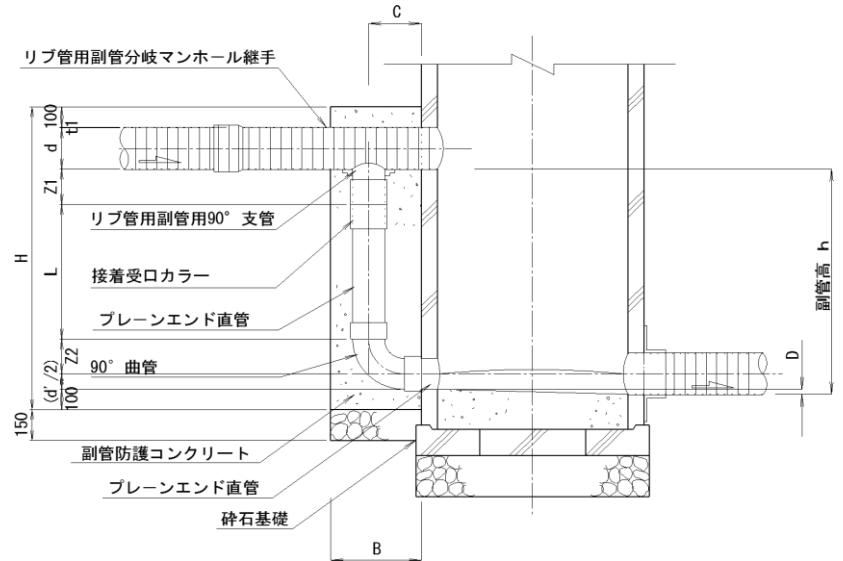 C
リブ管用副管分岐マンホール継手
100
t1
d
Z1
リブ管用副管用90° 支管
H
L
副管高 h
接着受口カラー
プレーンエンド直管
Z2
90° 曲管
D
(d'/2)
100
150
副管防護コンクリート
プレーンエンド直管
砕石基礎
B